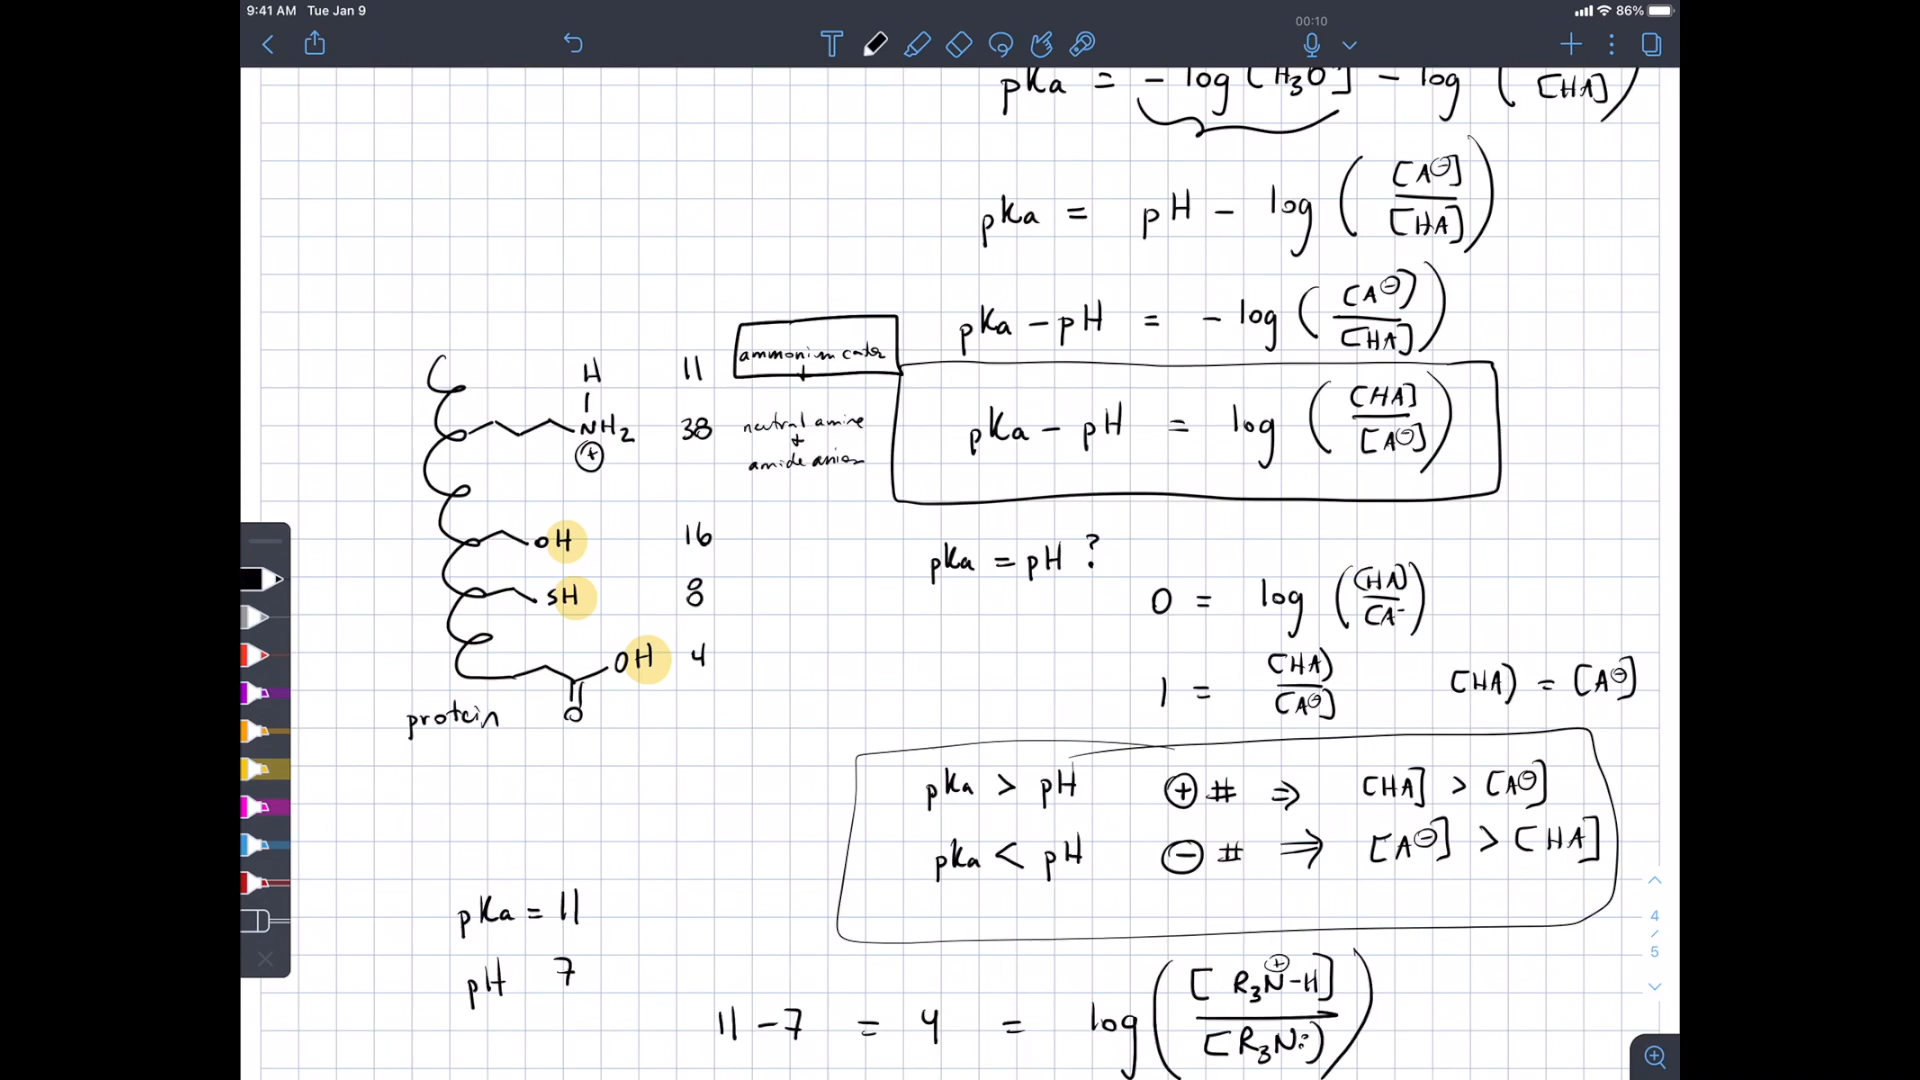 9:41 AM Tue Jan 9
86%
00:10
pKa = - log [H3O+] - log ( [HA] )
pKa = pH - log ( [A⊖] / [HA] )
pKa - pH = - log ( [A⊖] / [HA] )
pKa - pH = log ( [HA] / [A⊖] )
H 11 ammonium
NH2 38 neutral amine
⊕
+
OH 16
SH 8
OH 4
O
protein
pKa = pH ?
0 = log ( [HA] / [A- )
1 = [HA] / [A⊖] [HA] = [A⊖]
pKa > pH ⊕ # ⇒ [HA] > [A⊖]
pKa < pH ⊖ # ⇒ [A⊖] > [HA]
pKa = 11
pH 7
11 - 7 = 4 = log ( [ R3N⊕-H ] / [ R3N: ] )
4
/
5